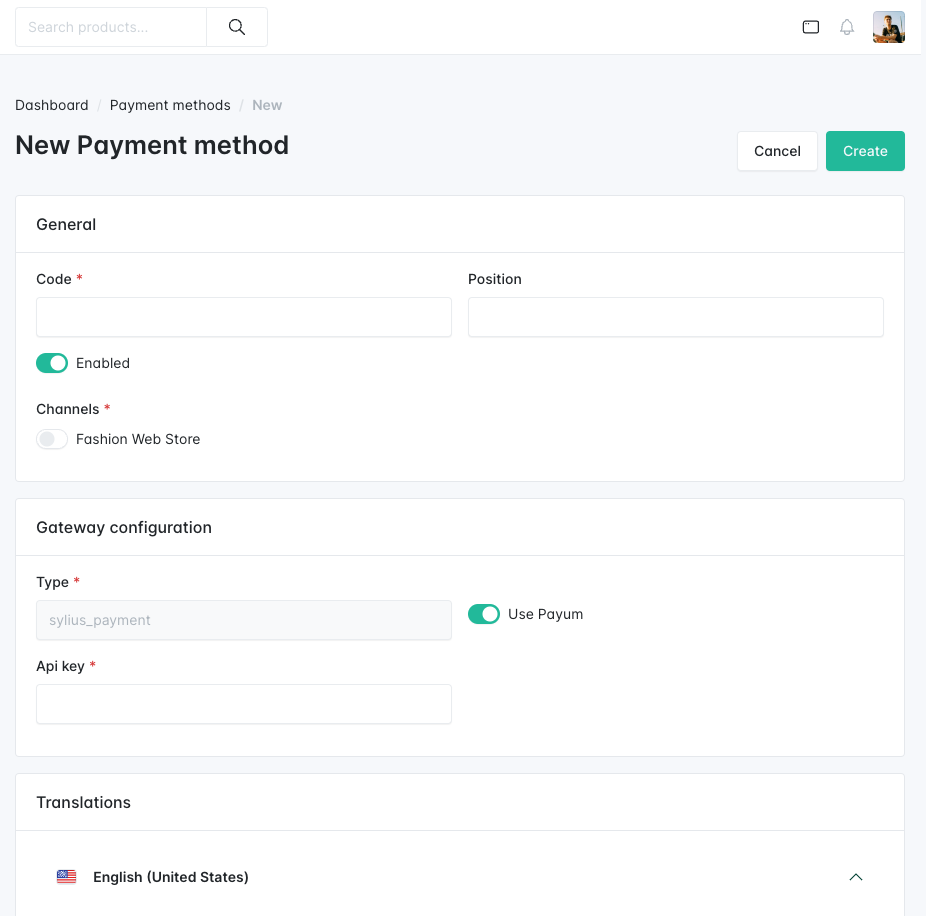 Search products...
Dashboard / Payment methods / New
New Payment method
Cancel
Create
General
Code *
Position
Enabled
Channels *
Fashion Web Store
Gateway configuration
Type *
sylius_payment
Use Payum
Api key *
Translations
English (United States)